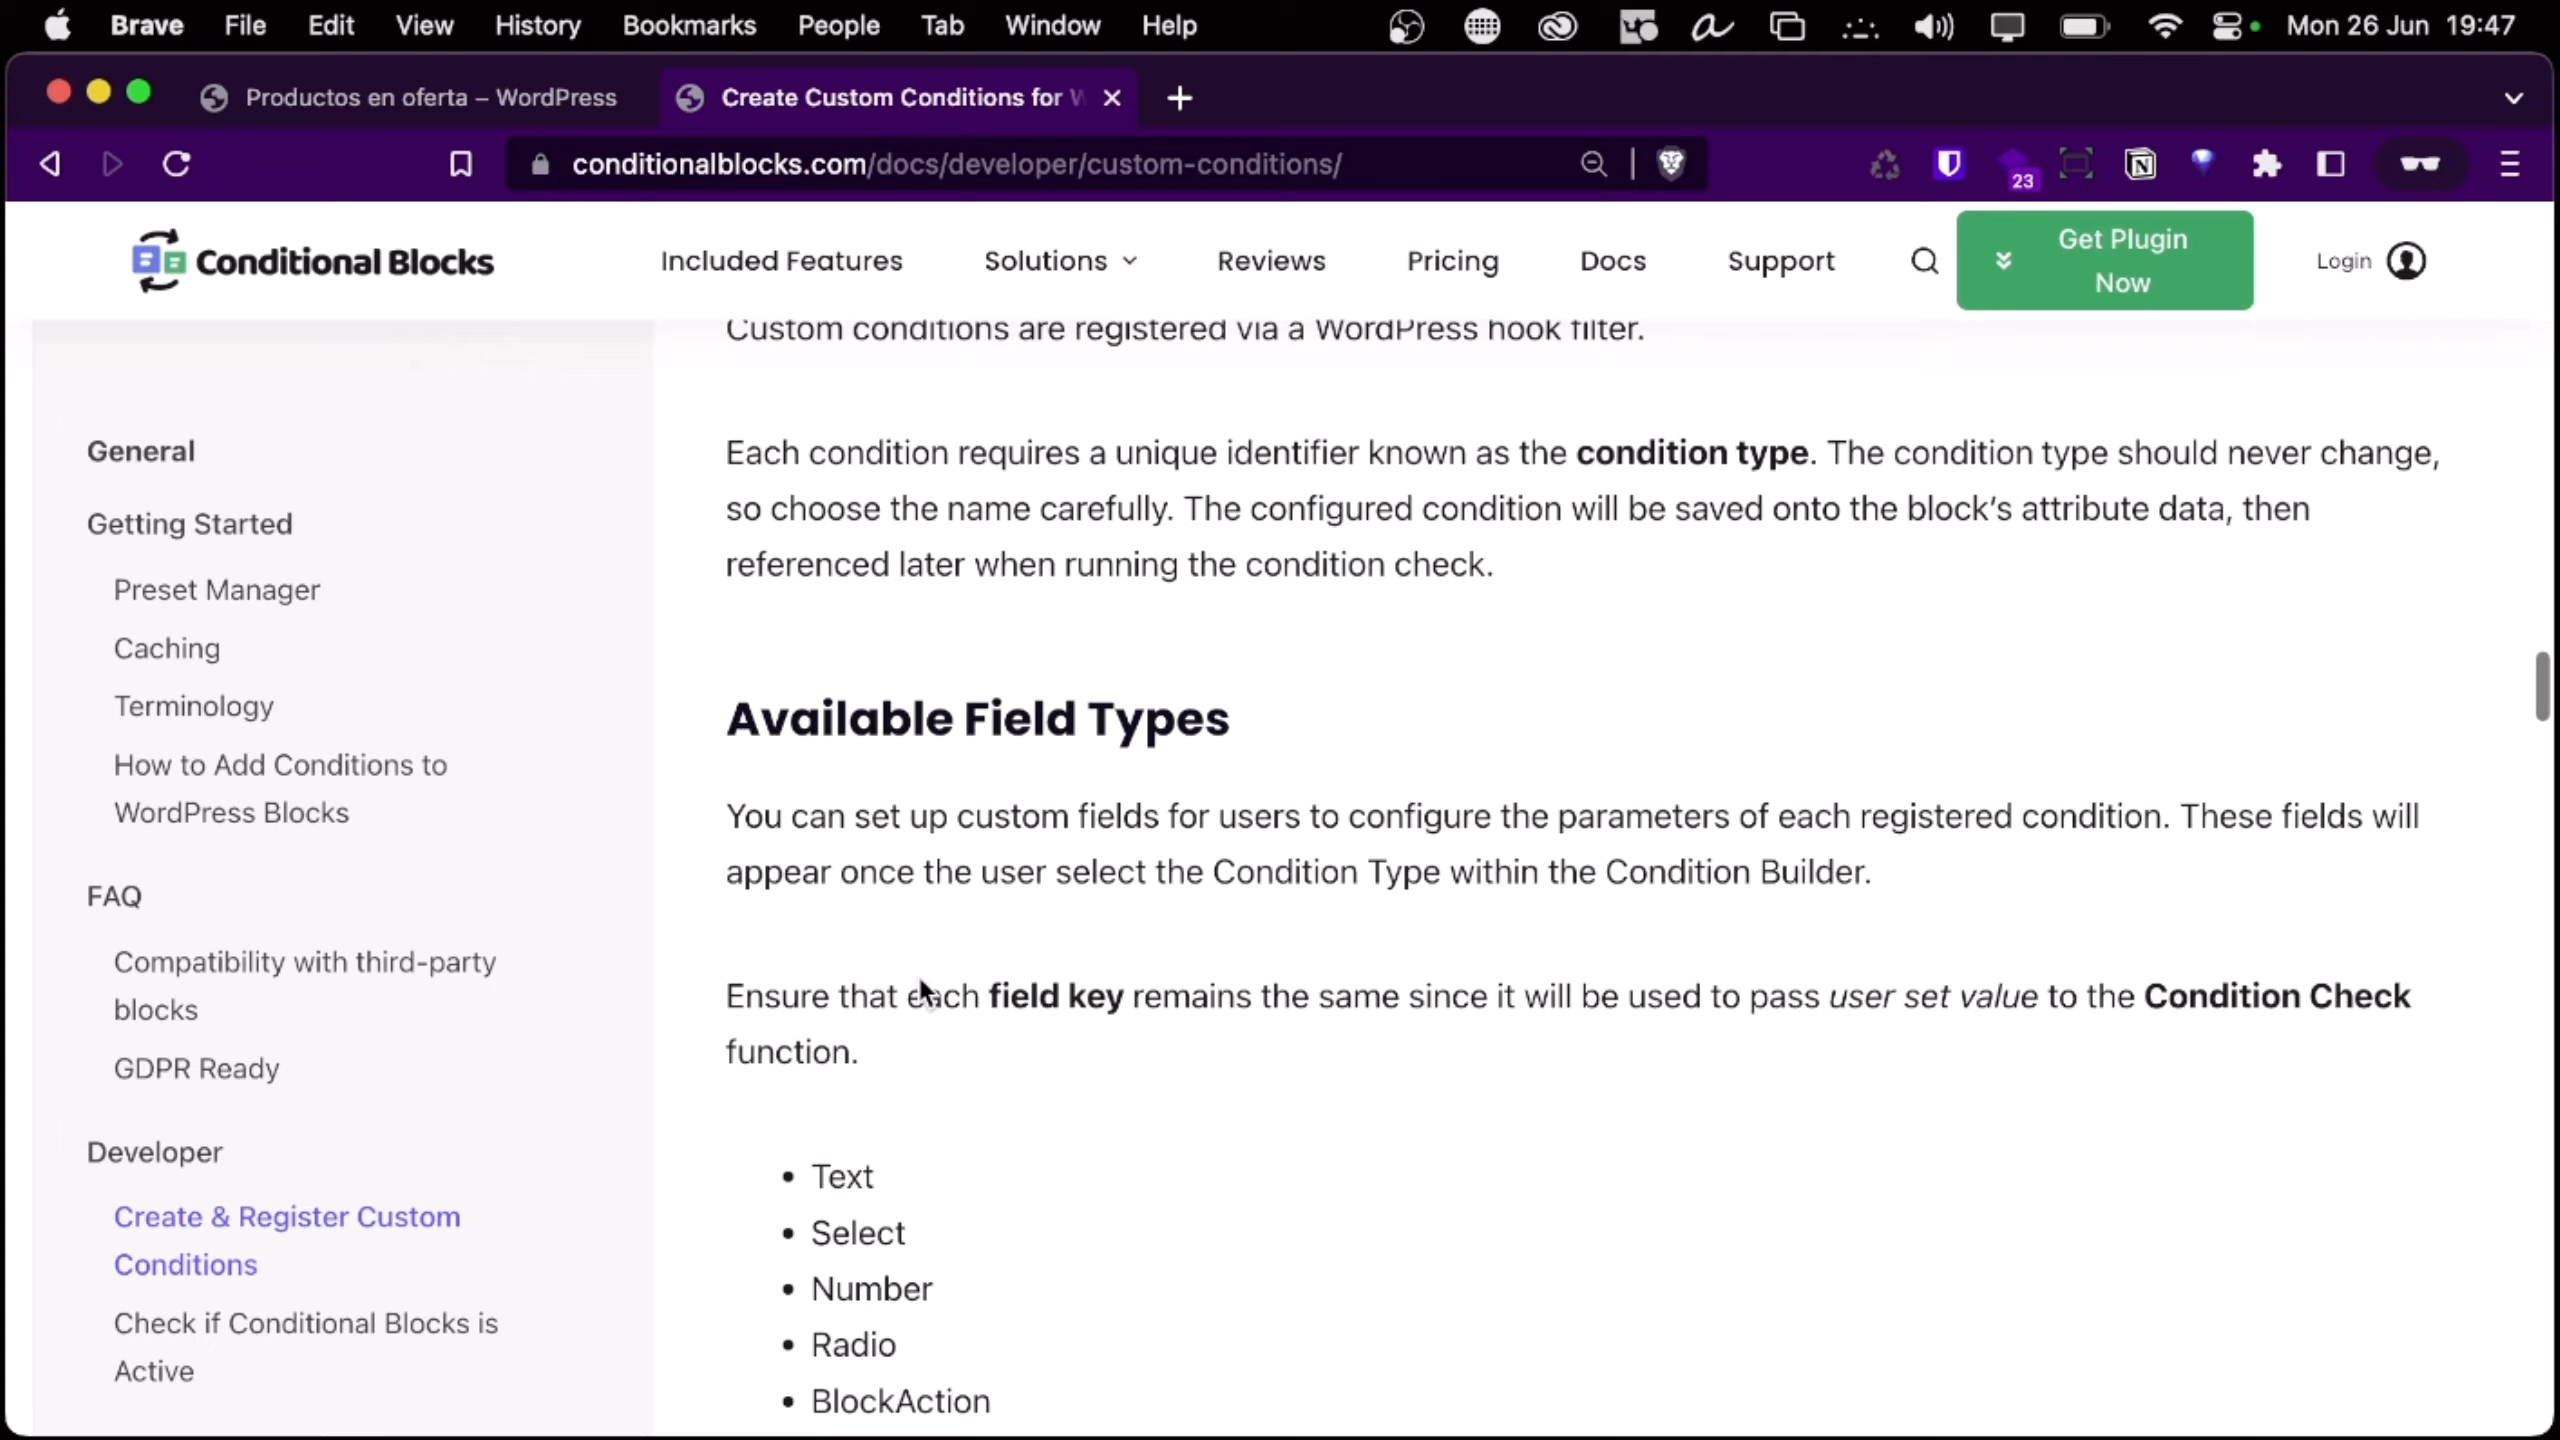 Brave File Edit View History Bookmarks People Tab Window Help Mon 26 Jun 19:47
Productos en oferta – WordPress
Create Custom Conditions for W
conditionalblocks.com/docs/developer/custom-conditions/
23
Conditional Blocks
Included Features Solutions Reviews Pricing Docs Support
Get Plugin
Now
Login
General
Getting Started
Preset Manager
Caching
Terminology
How to Add Conditions to
WordPress Blocks
FAQ
Compatibility with third-party
blocks
GDPR Ready
Developer
Create & Register Custom
Conditions
Check if Conditional Blocks is
Active
Custom conditions are registered via a WordPress hook filter.
Each condition requires a unique identifier known as the condition type. The condition type should never change,
so choose the name carefully. The configured condition will be saved onto the block’s attribute data, then
referenced later when running the condition check.
Available Field Types
You can set up custom fields for users to configure the parameters of each registered condition. These fields will
appear once the user select the Condition Type within the Condition Builder.
Ensure that each field key remains the same since it will be used to pass user set value to the Condition Check
function.
• Text
• Select
• Number
• Radio
• BlockAction